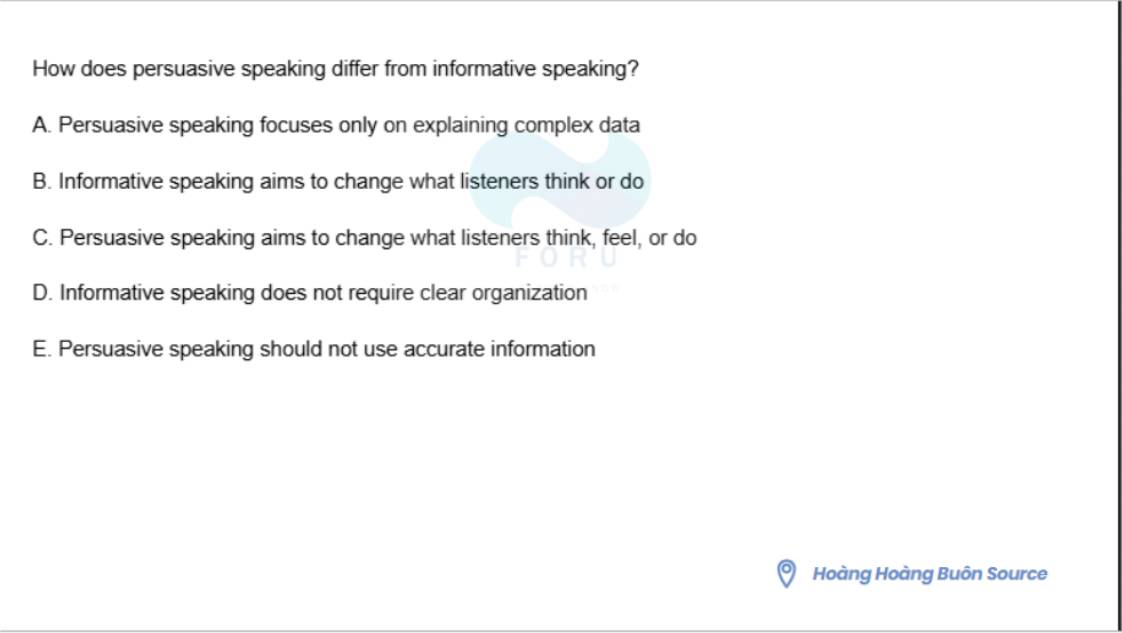 How does persuasive speaking differ from informative speaking?
A. Persuasive speaking focuses only on explaining complex data
B. Informative speaking aims to change what listeners think or do
C. Persuasive speaking aims to change what listeners think, feel, or do
FORU
D. Informative speaking does not require clear organization
E. Persuasive speaking should not use accurate information
Hoàng Hoàng Buôn Source